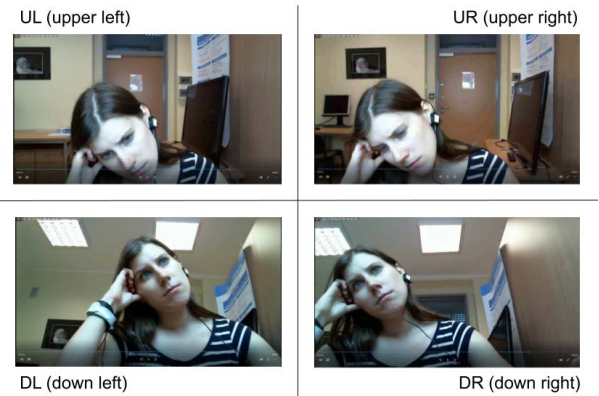 UL (upper left)
UR (upper right)
DL (down left)
DR (down right)